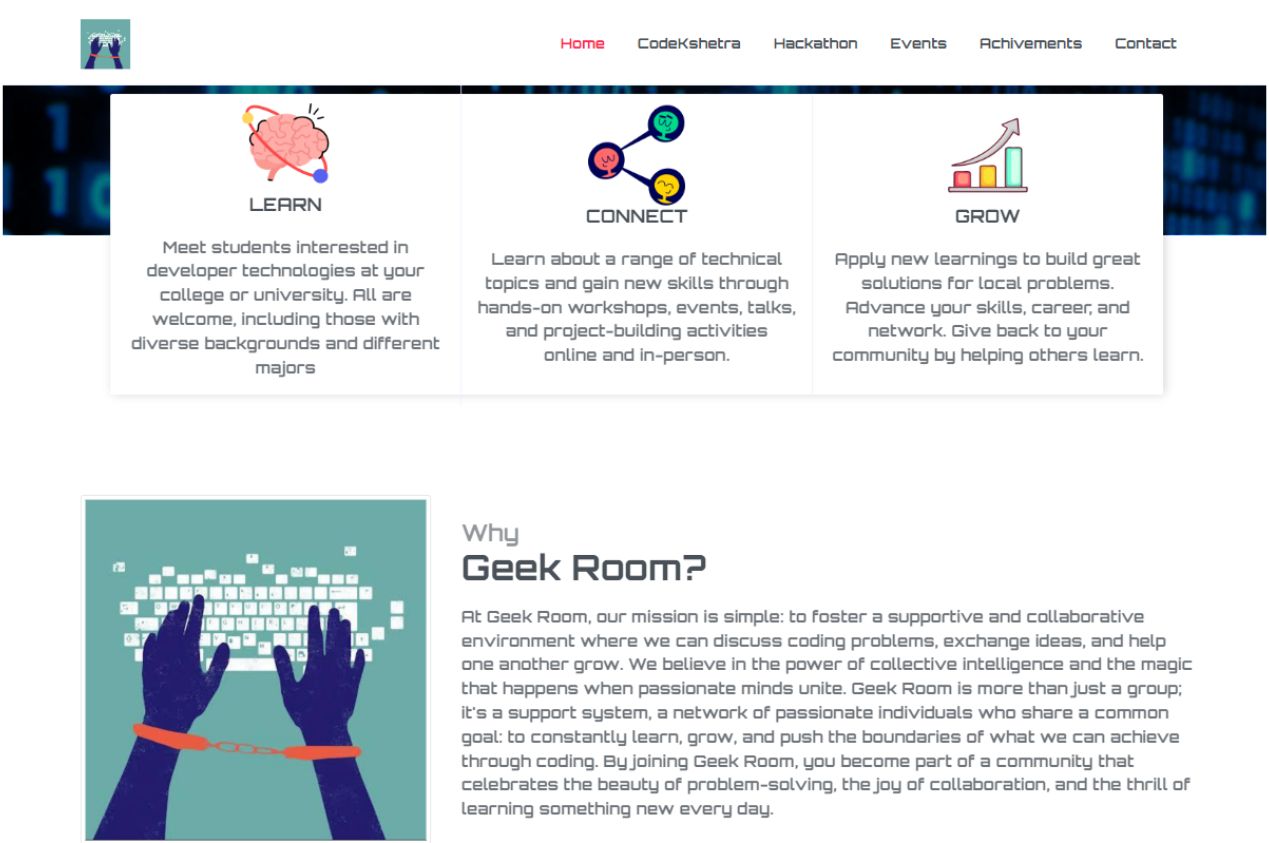 Home CodeKshetra Hackathon Events Achivements Contact
LEARN
Meet students interested in
developer technologies at your
college or university. All are
welcome, including those with
diverse backgrounds and different
majors
CONNECT
Learn about a range of technical
topics and gain new skills through
hands-on workshops, events, talks,
and project-building activities
online and in-person.
GROW
Apply new learnings to build great
solutions for local problems.
Advance your skills, career, and
network. Give back to your
community by helping others learn.
Why
Geek Room?
At Geek Room, our mission is simple: to foster a supportive and collaborative
environment where we can discuss coding problems, exchange ideas, and help
one another grow. We believe in the power of collective intelligence and the magic
that happens when passionate minds unite. Geek Room is more than just a group;
it's a support system, a network of passionate individuals who share a common
goal: to constantly learn, grow, and push the boundaries of what we can achieve
through coding. By joining Geek Room, you become part of a community that
celebrates the beauty of problem-solving, the joy of collaboration, and the thrill of
learning something new every day.